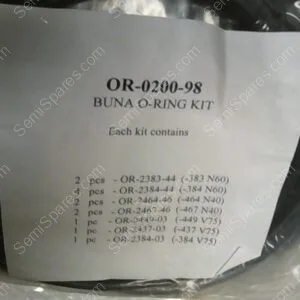 OR-0200-98
BUNA O-RING KIT
Each kit contains
2 pcs - OR-2383-44 (-383 N60)
4 pcs - OR-2384-44 (-384 N60)
2 pcs - OR-2464-46 (-464 N40)
2 pcs - OR-2467-46 (-467 N40)
1 pc - OR-2449-03 (-449 V75)
1 pc - OR-2437-03 (-437 V75)
1 pc - OR-2384-03 (-384 V75)
SemiSpares.com